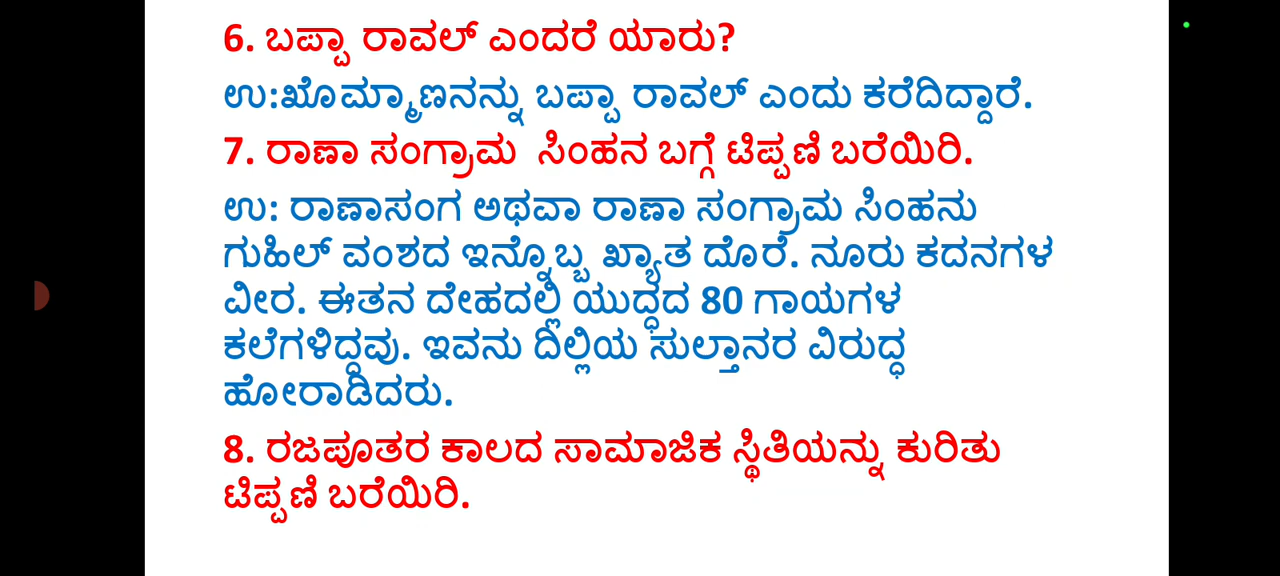 6. ಬಪ್ಪಾ ರಾವಲ್ ಎಂದರೆ ಯಾರು?
ಉ:ಖೊಮ್ಮಾಣನನ್ನು ಬಪ್ಪಾ ರಾವಲ್ ಎಂದು ಕರೆದಿದ್ದಾರೆ.
7. ರಾಣಾ ಸಂಗ್ರಾಮ ಸಿಂಹನ ಬಗ್ಗೆ ಟಿಪ್ಪಣಿ ಬರೆಯಿರಿ.
ಉ: ರಾಣಾಸಂಗ ಅಥವಾ ರಾಣಾ ಸಂಗ್ರಾಮ ಸಿಂಹನು
ಗುಹಿಲ್ ವಂಶದ ಇನ್ನೊಬ್ಬ ಖ್ಯಾತ ದೊರೆ. ನೂರು ಕದನಗಳ
ವೀರ. ಈತನ ದೇಹದಲ್ಲಿ ಯುದ್ಧದ 80 ಗಾಯಗಳ
ಕಲೆಗಳಿದ್ದವು. ಇವನು ದಿಲ್ಲಿಯ ಸುಲ್ತಾನರ ವಿರುದ್ಧ
ಹೋರಾಡಿದರು.
8. ರಜಪೂತರ ಕಾಲದ ಸಾಮಾಜಿಕ ಸ್ಥಿತಿಯನ್ನು ಕುರಿತು
ಟಿಪ್ಪಣಿ ಬರೆಯಿರಿ.